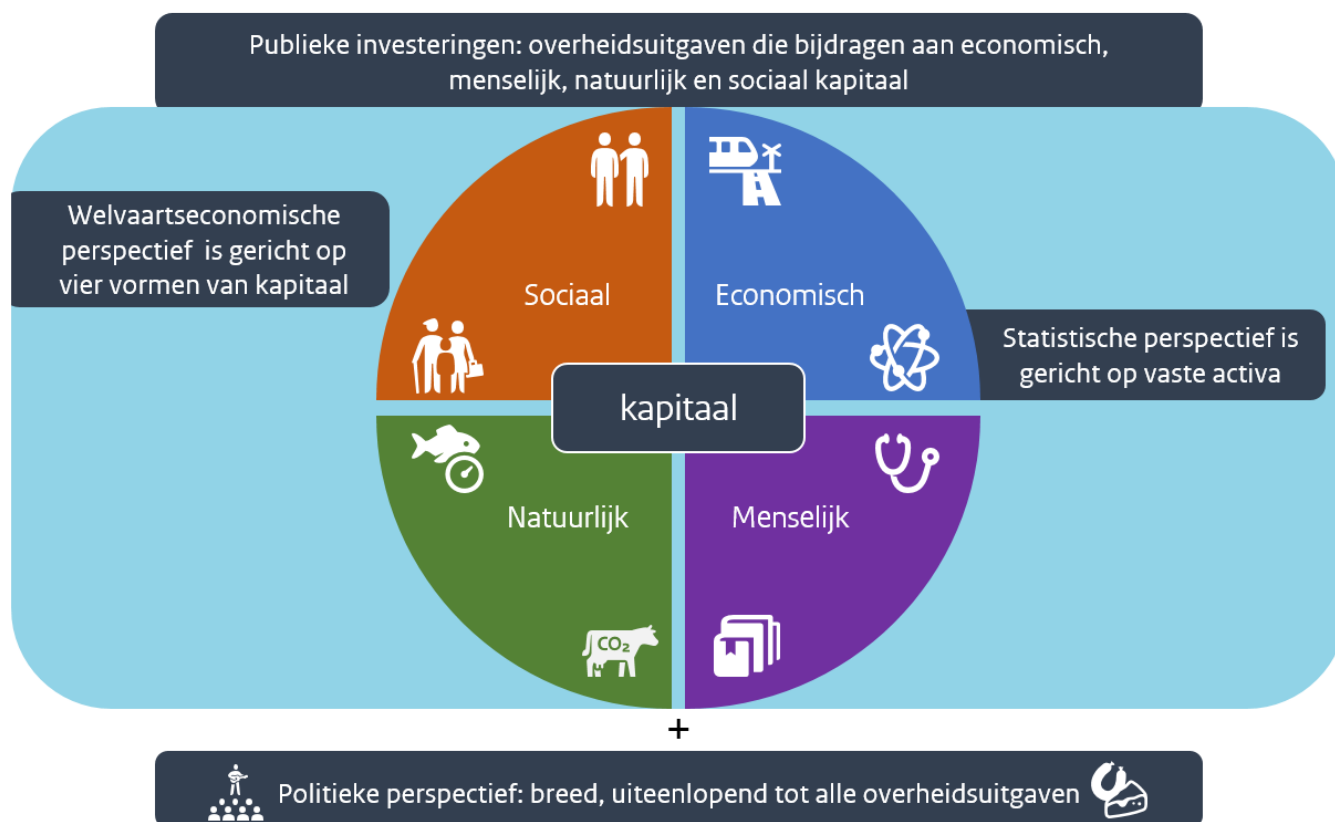 Publieke investeringen: overheidsuitgaven die bijdragen aan economisch,
menselijk, natuurlijk en sociaal kapitaal
Welvaartseconomische
perspectief is gericht op
vier vormen van kapitaal
Sociaal
Economisch
Statistische perspectief is
gericht op vaste activa
kapitaal
Natuurlijk
Menselijk
CO₂
+
Politieke perspectief: breed, uiteenlopend tot alle overheidsuitgaven